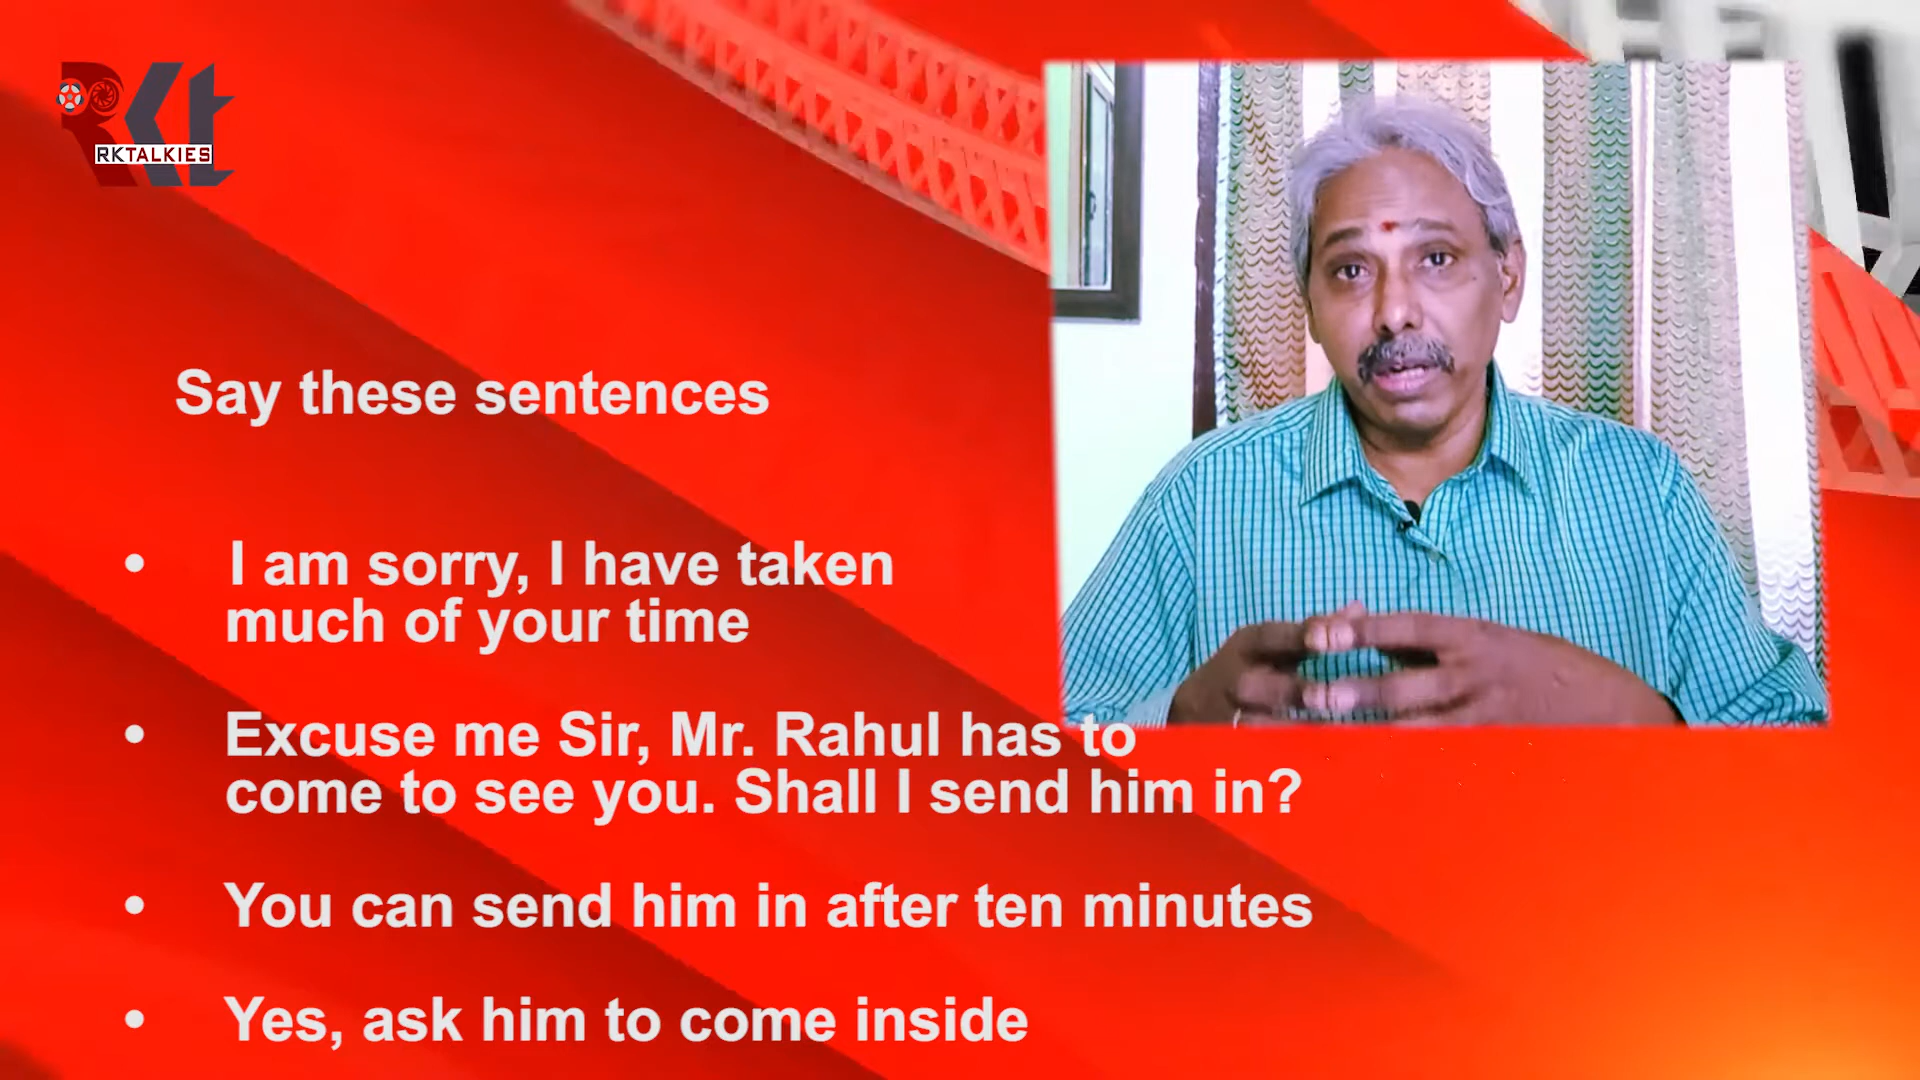 RKt
RKTALKIES
Say these sentences
• I am sorry, I have taken
much of your time
• Excuse me Sir, Mr. Rahul has to
come to see you. Shall I send him in?
• You can send him in after ten minutes
• Yes, ask him to come inside